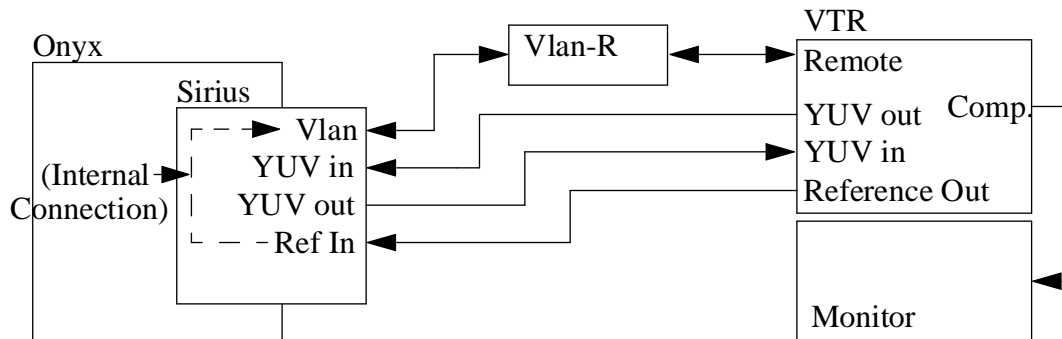 VTR
Onyx
Vlan-R
Remote
Sirius
Comp.
Vlan
YUV out
YUV in
YUV in
(Internal
Connection)
YUV out
Reference Out
Ref In
Monitor